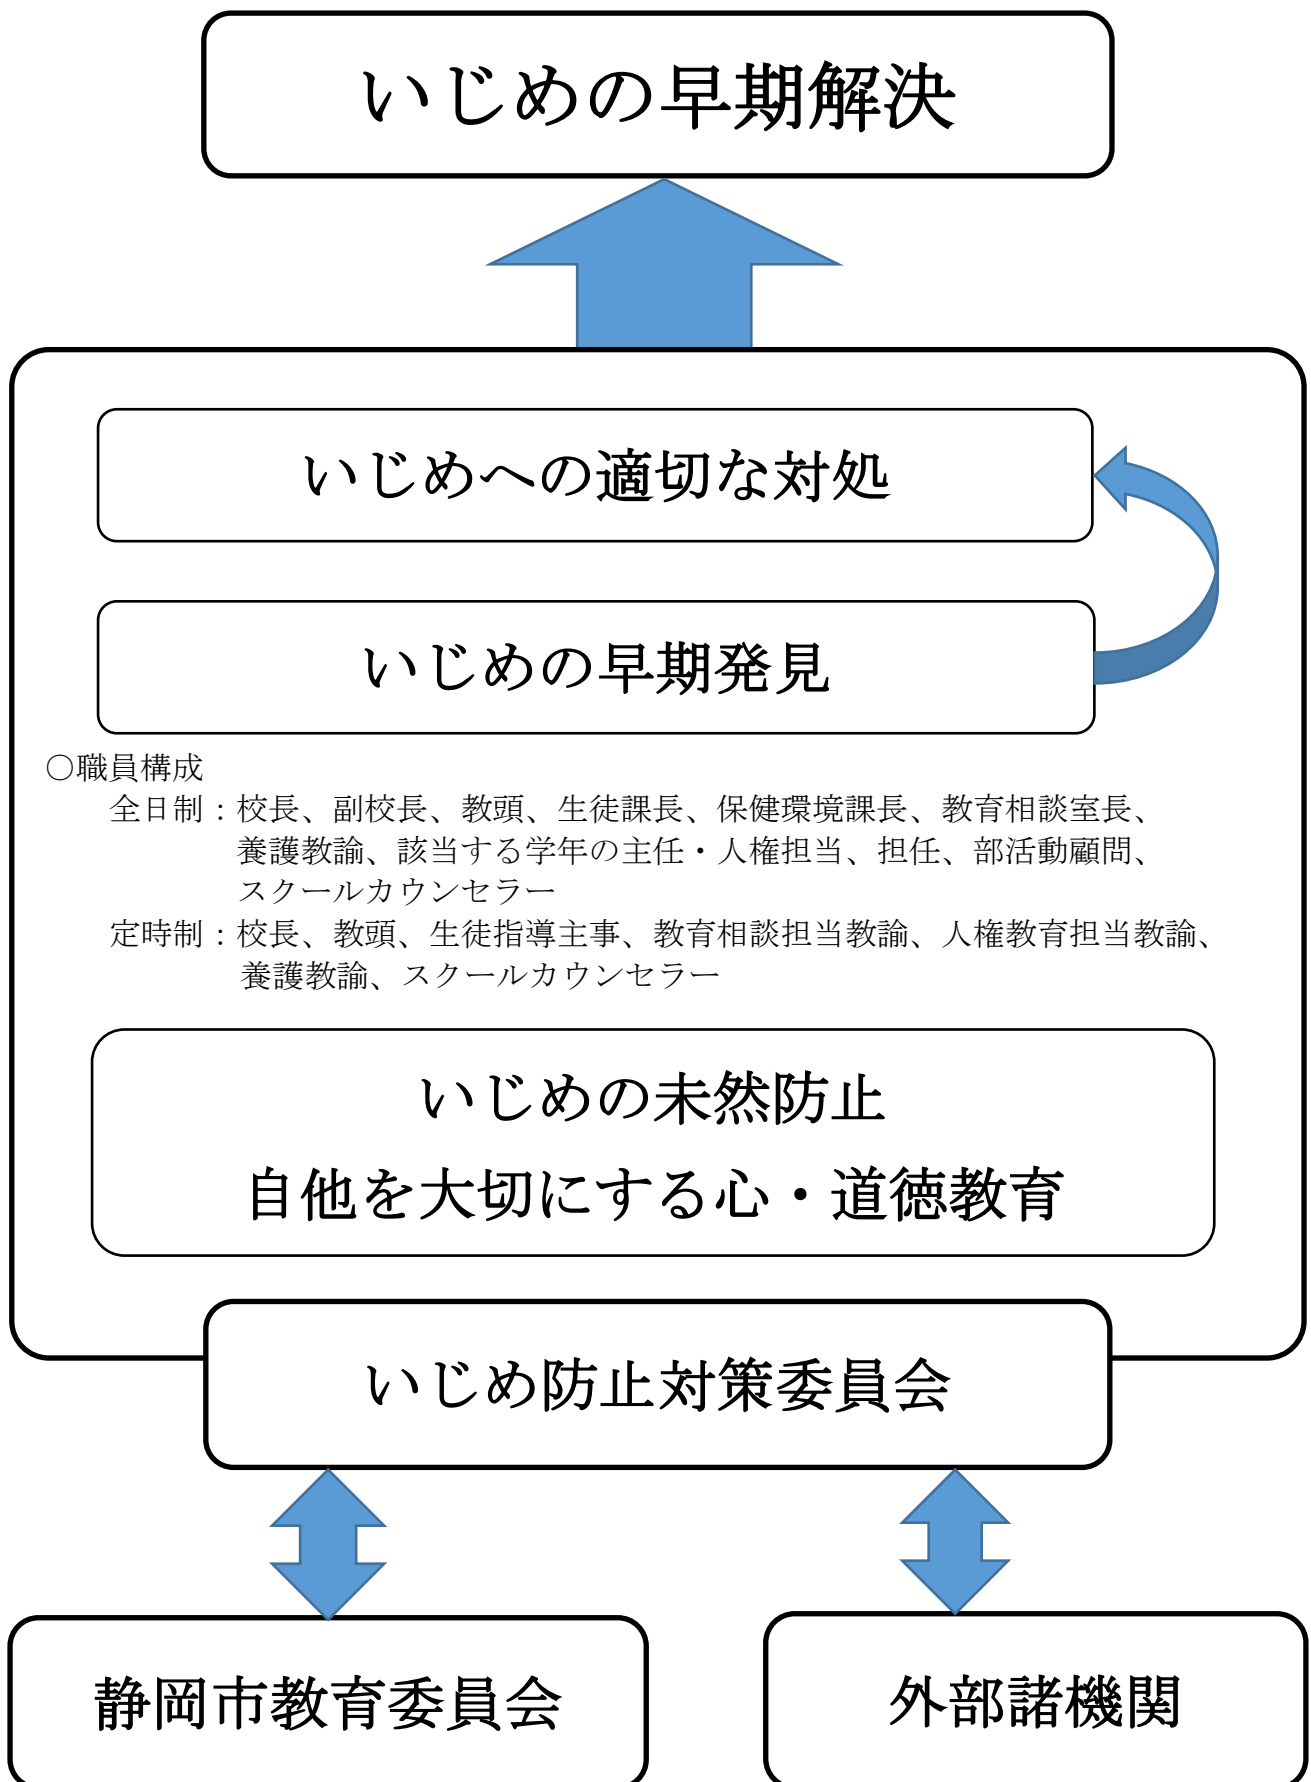 いじめの早期解決
いじめへの適切な対処
いじめの早期発見
○職員構成
全日制：校長、副校長、教頭、生徒課長、保健環境課長、教育相談室長、
養護教諭、該当する学年の主任・人権担当、担任、部活動顧問、
スクールカウンセラー
定時制：校長、教頭、生徒指導主事、教育相談担当教諭、人権教育担当教諭、
養護教諭、スクールカウンセラー
いじめの未然防止
自他を大切にする心・道徳教育
いじめ防止対策委員会
静岡市教育委員会
外部諸機関